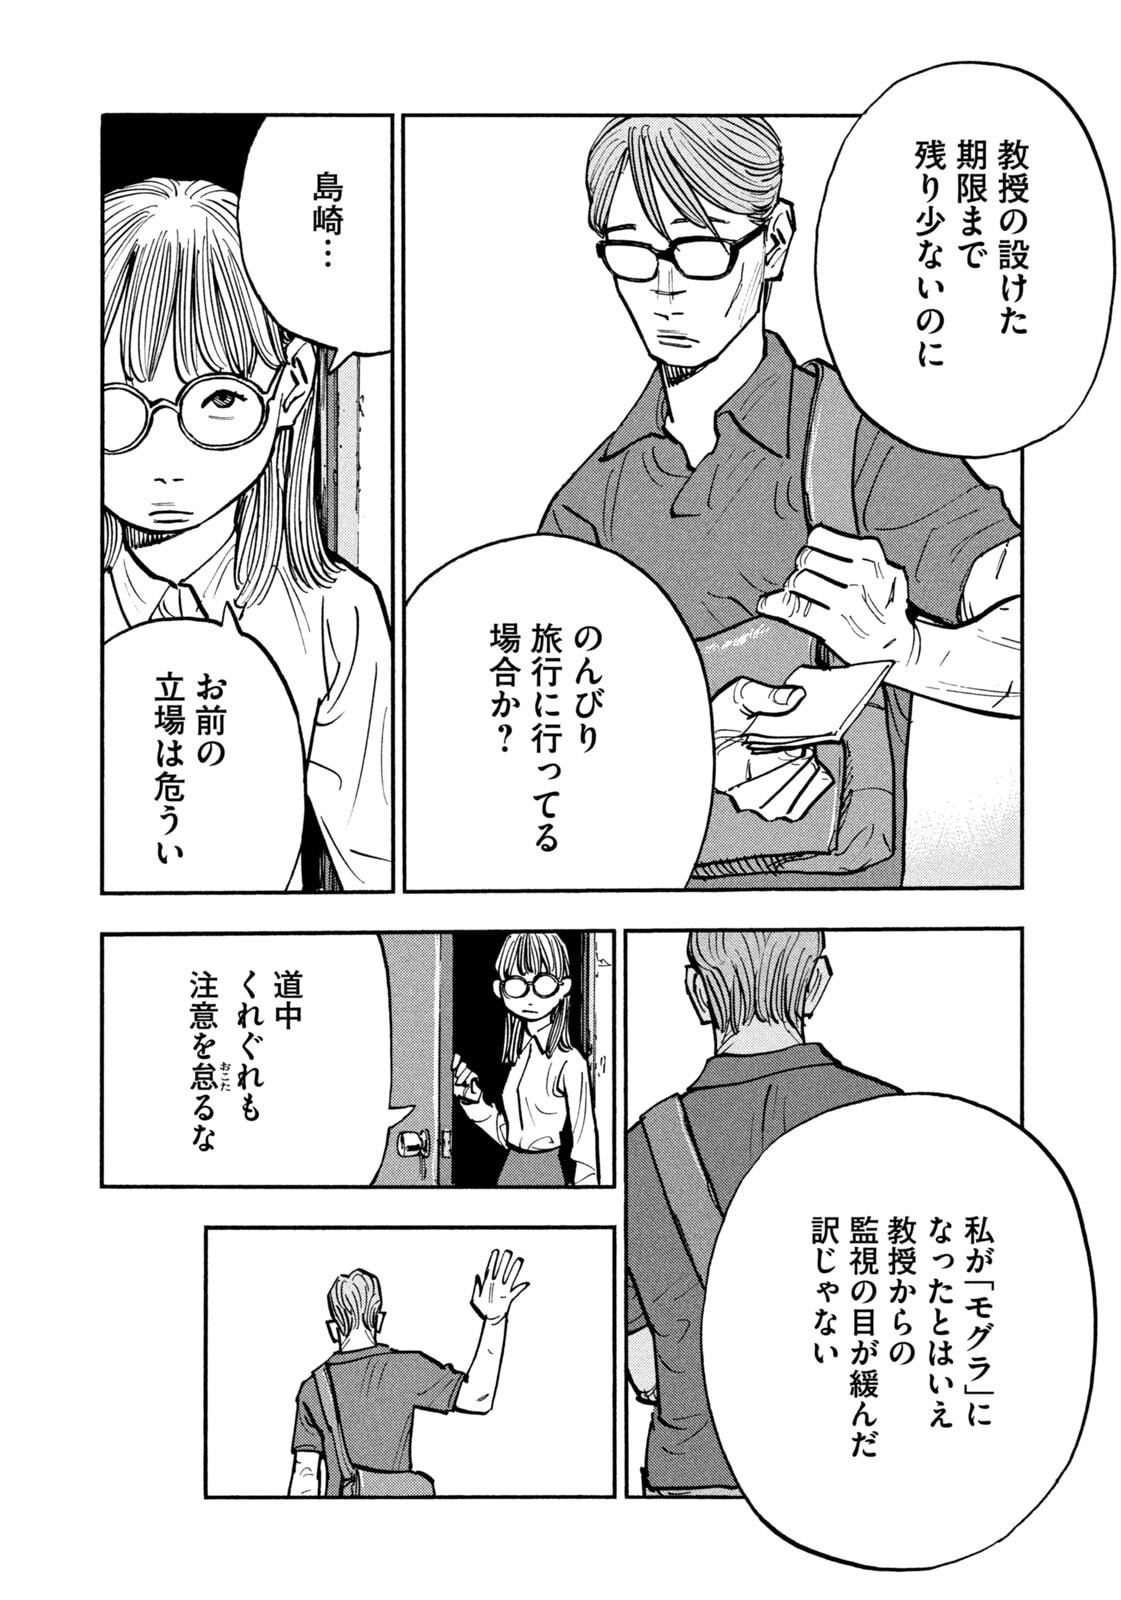 教授の設けた
期限まで
残り少ないのに
のんびり
旅行に行ってる
場合か?
島崎…
お前の
立場は危うい
私が「モグラ」に
なったとはいえ
教授からの
監視の目が緩んだ
訳じゃない
道中
くれぐれも
注意を怠るな
おこた